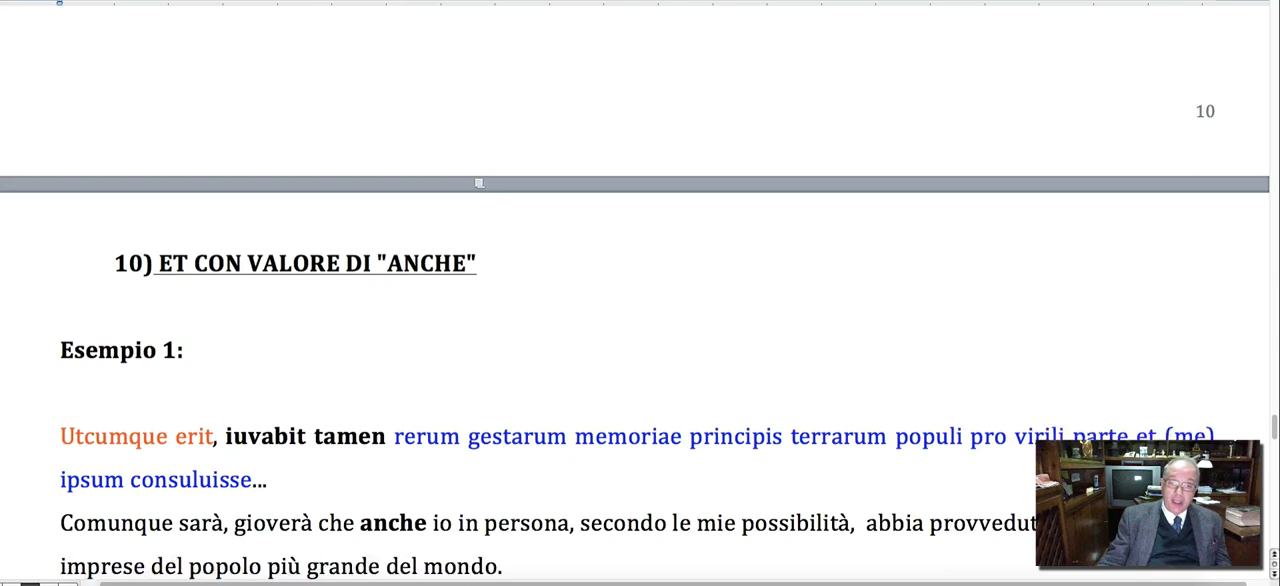 10
10) ET CON VALORE DI "ANCHE"
Esempio 1:
Utcumque erit, iuvabit tamen rerum gestarum memoriae principis terrarum populi pro virili parte et (me)
ipsum consuluisse...
Comunque sarà, gioverà che anche io in persona, secondo le mie possibilità, abbia
imprese del popolo più grande del mondo.